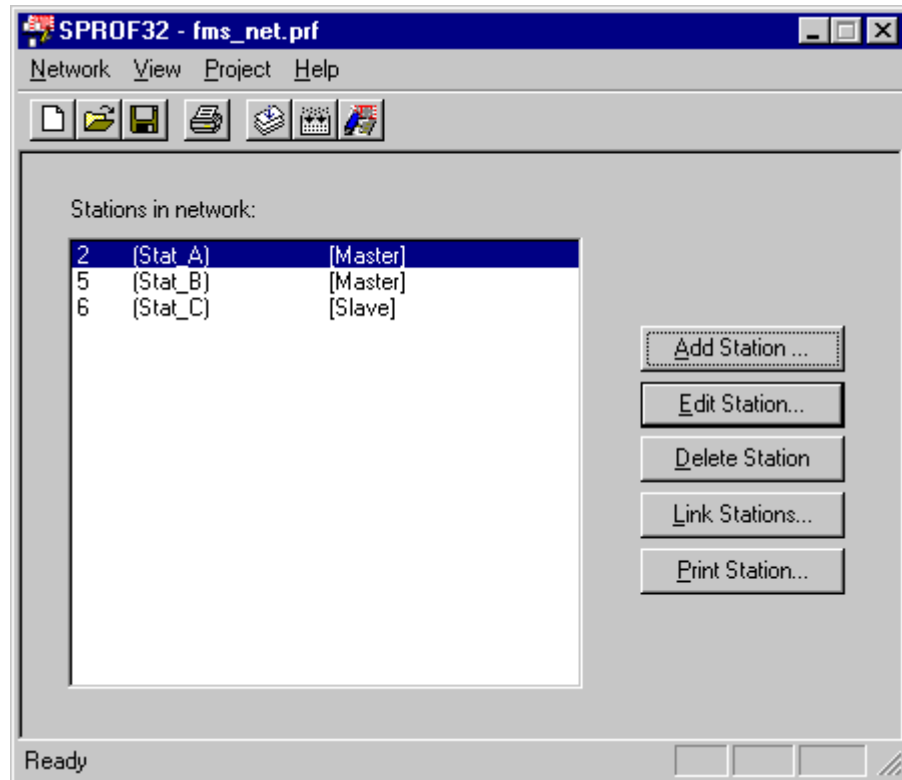 SPROF32 - fms_net.prf
Network View Project Help
Stations in network:
2 (Stat_A) [Master]
5 (Stat_B) [Master]
6 (Stat_C) [Slave]
Add Station ...
Edit Station...
Delete Station
Link Stations...
Print Station...
Ready